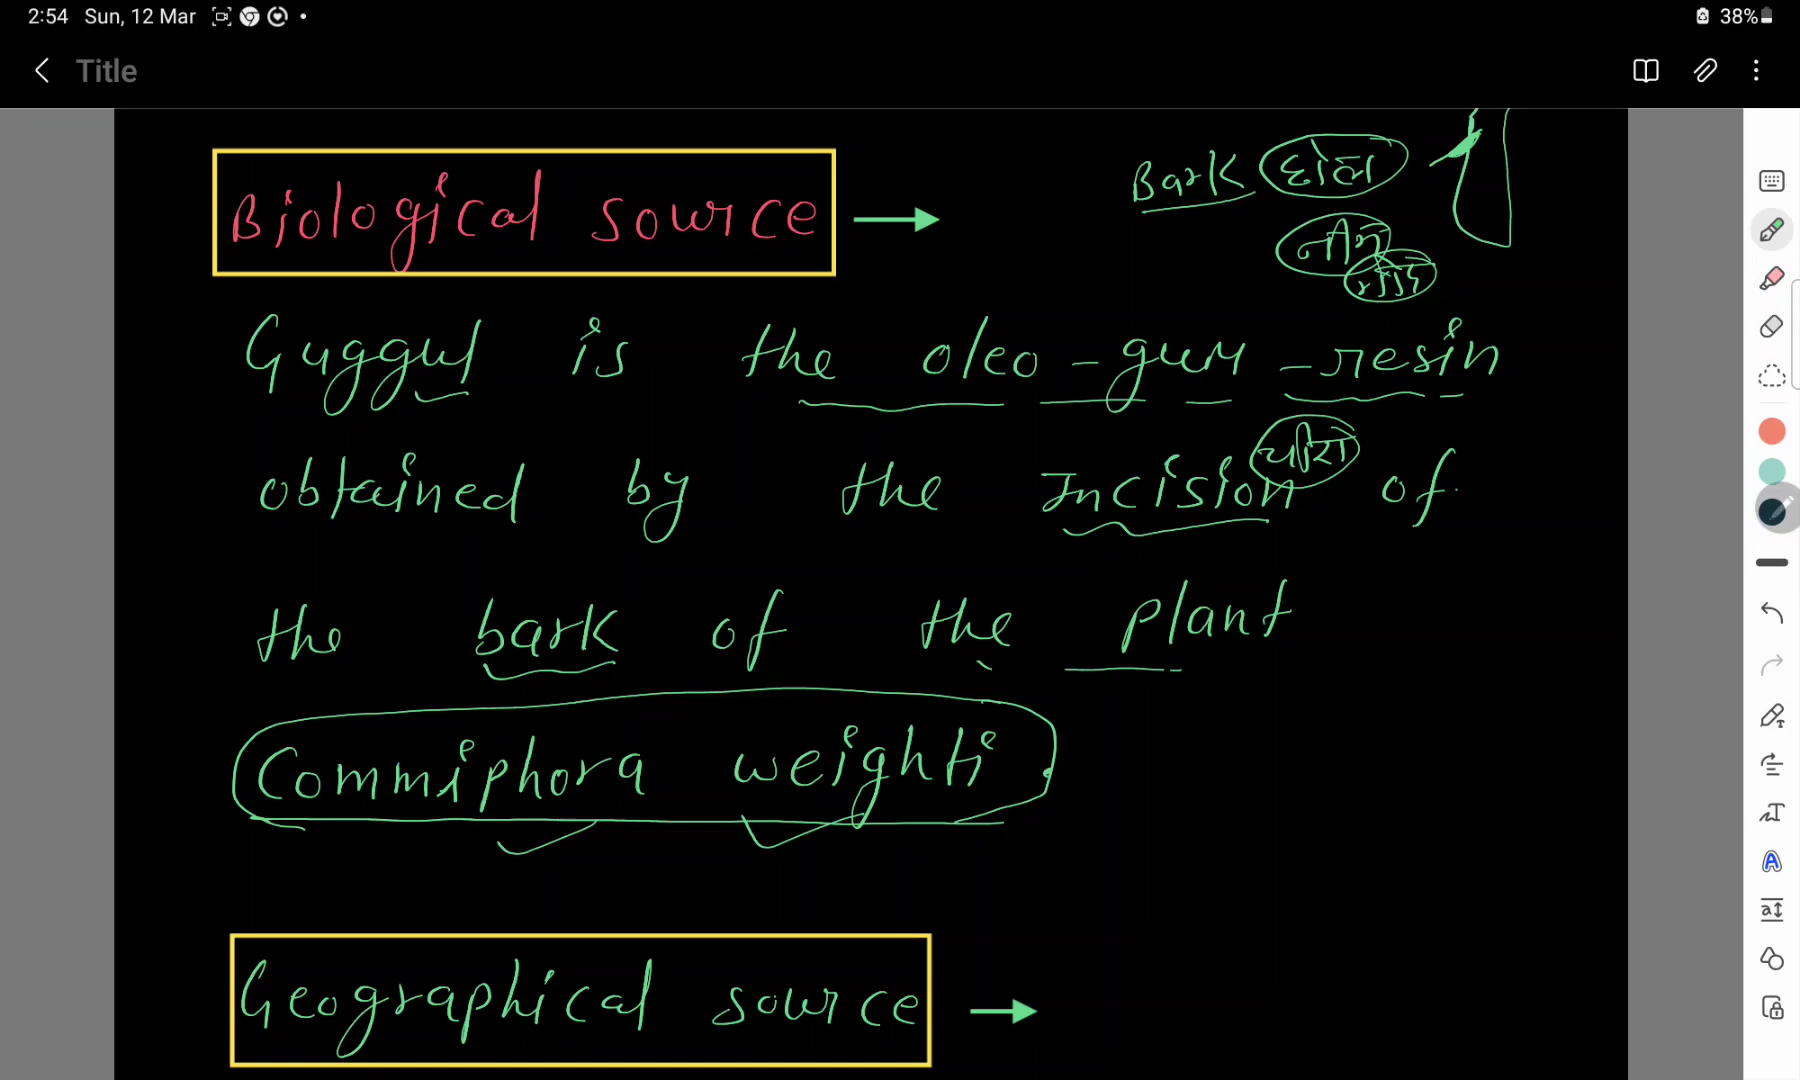 2:54 Sun, 12 Mar
38%
Title
Biological source
Bark
Guggul is the oleo-gum-resin
obtained by the Incision of
the bark of the plant
Commiphora weighti.
Geographical source